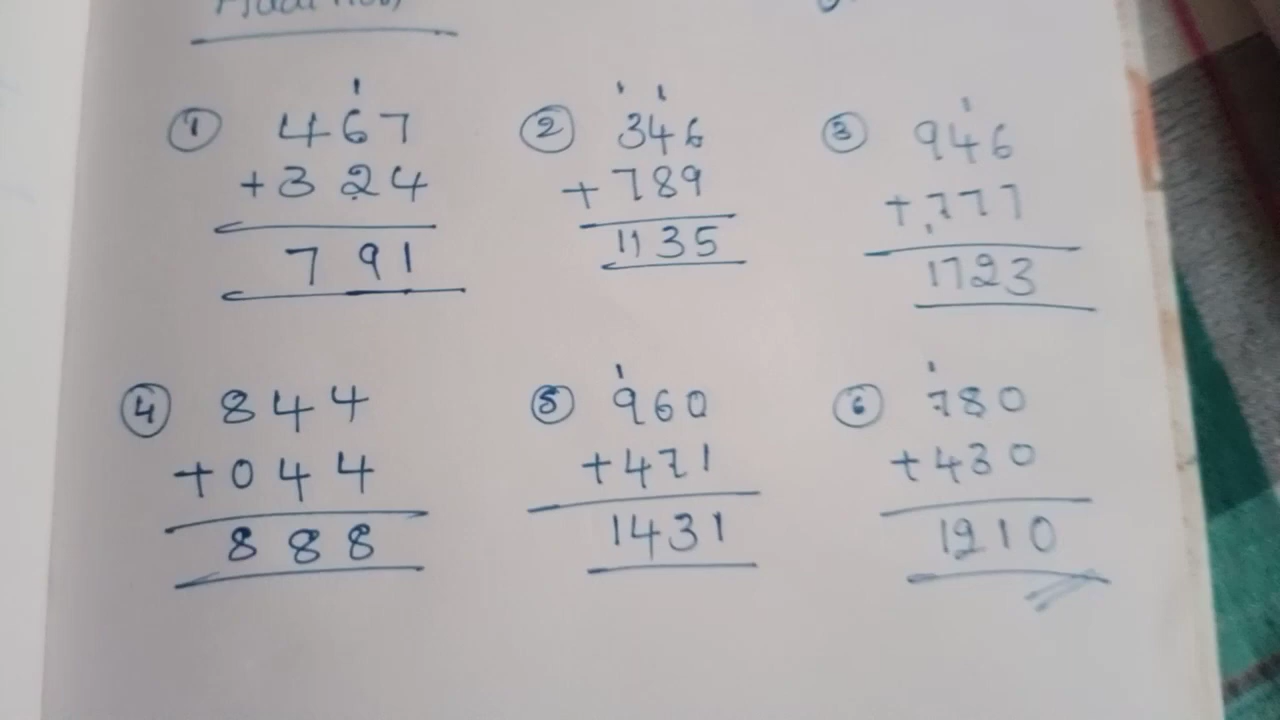 Addition
① 467 ② 346 ③ 946
+324 +789 +777
791 1135 1723
④ 844 ⑤ 960 ⑥ 780
+044 +471 +430
888 1431 1210